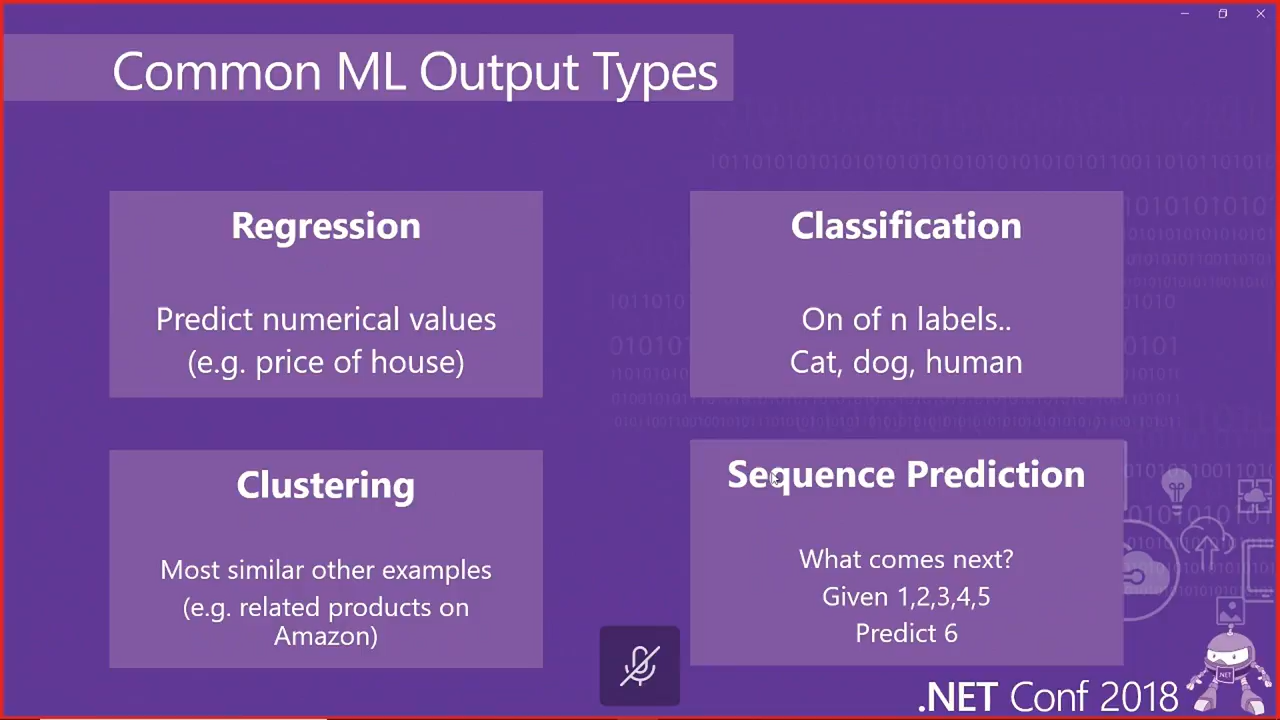 Common ML Output Types
Regression
Predict numerical values
(e.g. price of house)
Classification
On of n labels..
Cat, dog, human
Clustering
Most similar other examples
(e.g. related products on
Amazon)
Sequence Prediction
What comes next?
Given 1,2,3,4,5
Predict 6
.NET Conf 2018
.NET